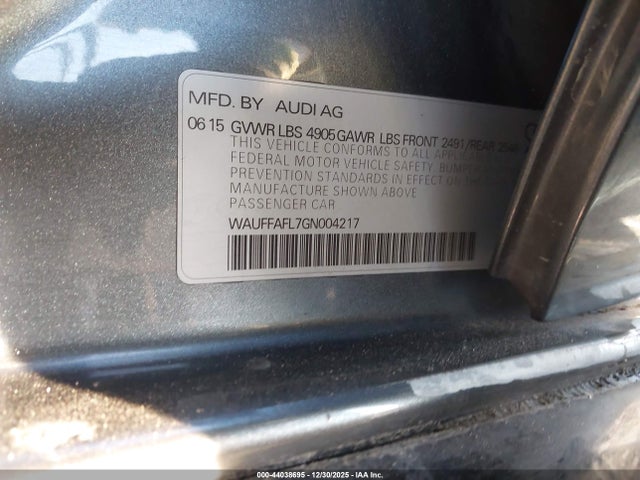 MFD. BY AUDI AG
06 15 GVWR LBS 4905 GAWR LBS FRONT 2491/REAR
THIS VEHICLE CONFORMS TO ALL
FEDERAL MOTOR VEHICLE SAFETY, BUMPER
PREVENTION STANDARDS IN EFFECT ON
MANUFACTURE SHOWN ABOVE
PASSENGER CAR
WAUFFAFL7GN004217
000-44038695 - 12/30/2025 - IAA Inc.